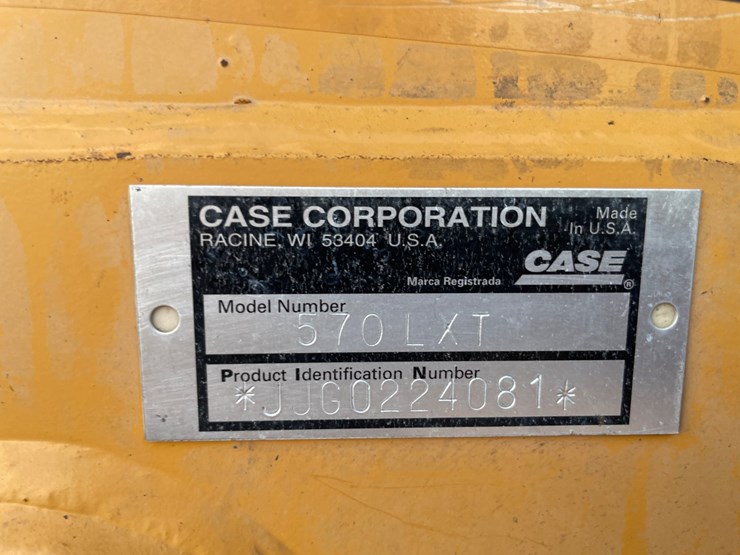 CASE CORPORATION
RACINE, WI 53404 U.S.A.
Made
In U.S.A.
CASE
Marca Registrada ®
Model Number
570LXT
Product Identification Number
*JJG0224081*